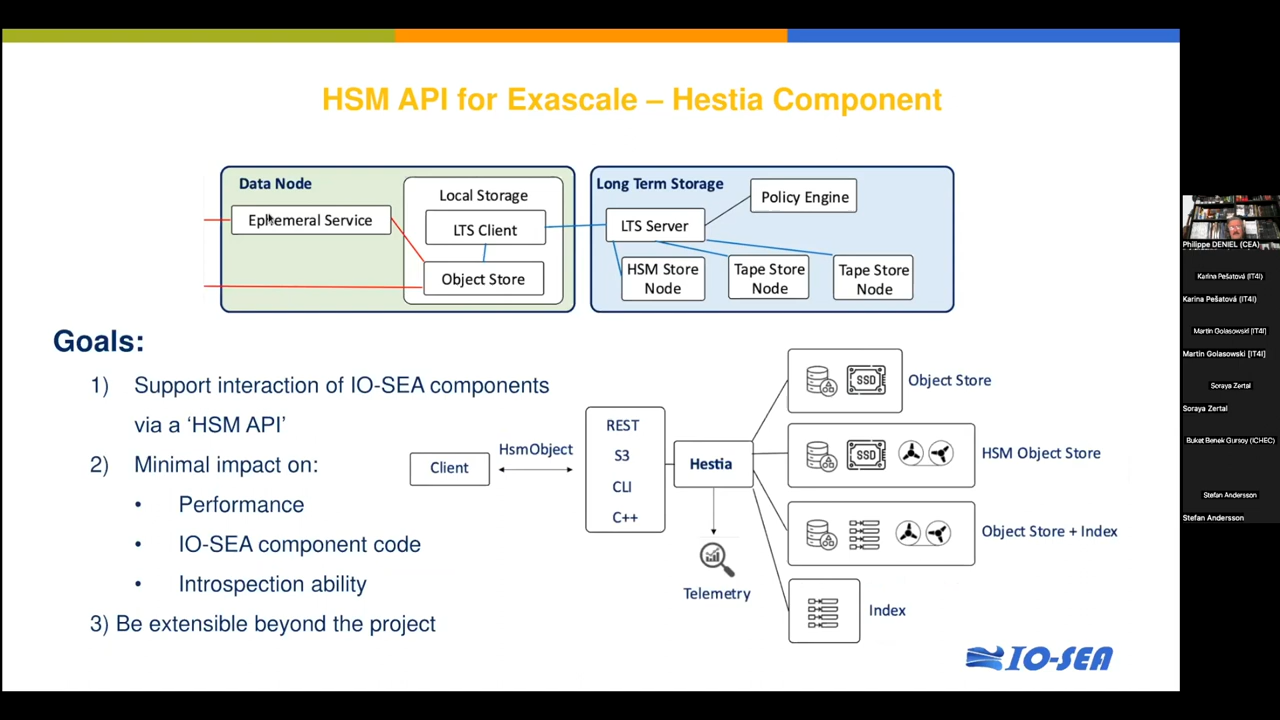 HSM API for Exascale – Hestia Component
Data Node
Ephemeral Service
Local Storage
LTS Client
Object Store
Long Term Storage
LTS Server
Policy Engine
HSM Store
Node
Tape Store
Node
Tape Store
Node
Goals:
1) Support interaction of IO-SEA components
via a ‘HSM API’
2) Minimal impact on:
• Performance
• IO-SEA component code
• Introspection ability
3) Be extensible beyond the project
Client
HsmObject
REST
S3
CLI
C++
Hestia
Telemetry
SSD
Object Store
SSD
HSM Object Store
Object Store + Index
Index
IO-SEA
Philippe DENIEL (CEA)
Karina Pešatová (IT4I)
Karina Pešatová (IT4I)
Martin Golasowski [IT4I]
Martin Golasowski [IT4I]
Soraya Zertal
Soraya Zertal
Buket Benek Gursoy (ICHEC)
Stefan Andersson
Stefan Andersson